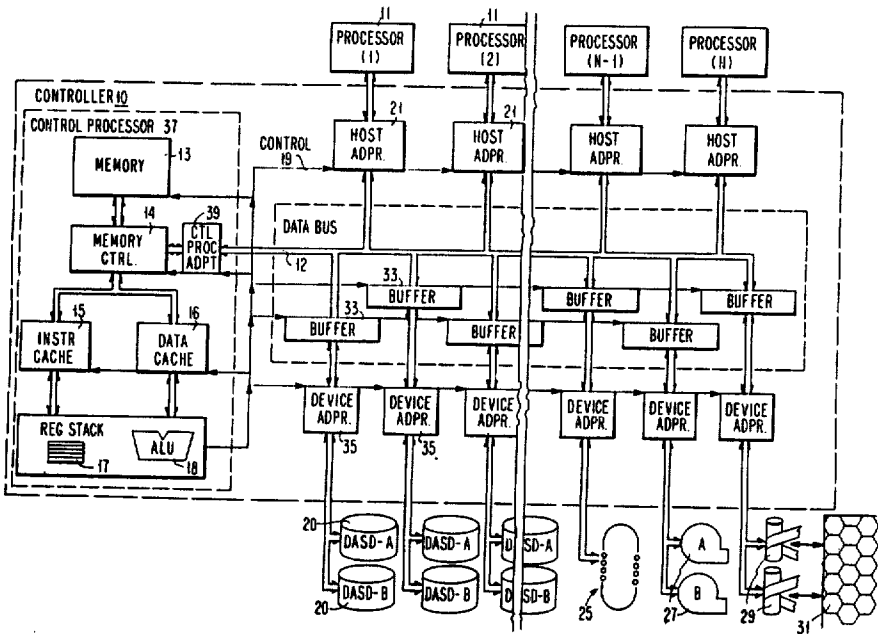 11
11
PROCESSOR
(1)
PROCESSOR
(2)
PROCESSOR
(N-1)
PROCESSOR
(N)
CONTROLLER 10
CONTROL PROCESSOR 37
13
MEMORY
CONTROL
19
21
HOST
ADPR.
21
HOST
ADPR.
HOST
ADPR.
HOST
ADPR.
14
MEMORY
CTRL.
39
CTL
PROC
ADPT
DATA BUS
12
33
BUFFER
BUFFER
BUFFER
33
BUFFER
BUFFER
BUFFER
15
INSTR
CACHE
16
DATA
CACHE
DEVICE
ADPR.
35
DEVICE
ADPR.
35
DEVICE
ADPR.
DEVICE
ADPR.
DEVICE
ADPR.
DEVICE
ADPR.
REG STACK
17
ALU
18
20
DASD-A
DASD-A
DASD-A
20
DASD-B
DASD-B
DASD-B
25
A
B
27
29
31